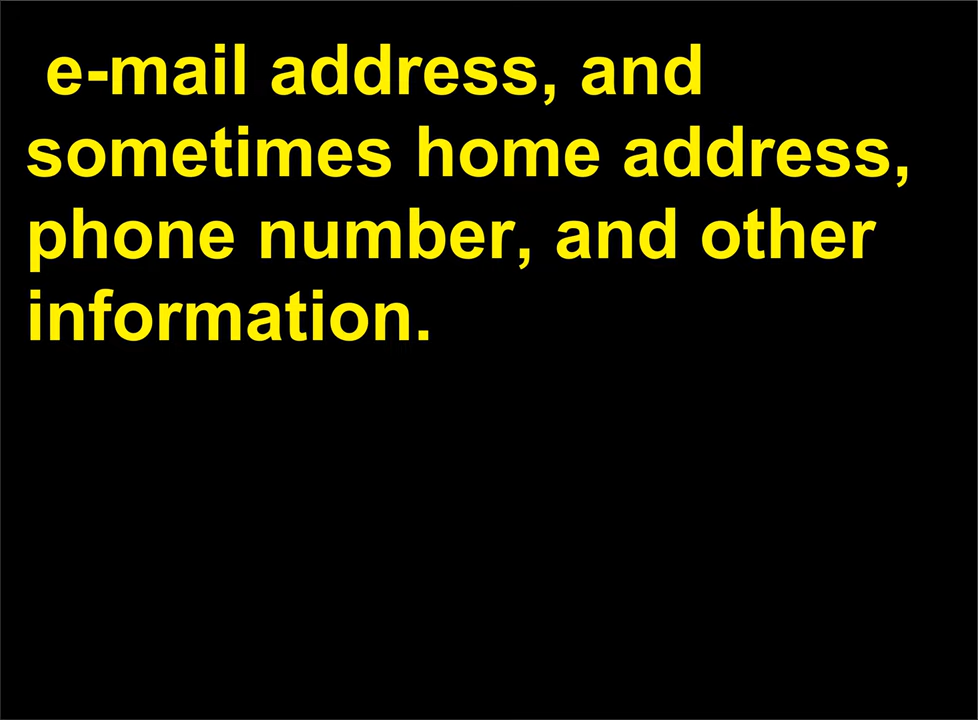 e-mail address, and
sometimes home address,
phone number, and other
information.